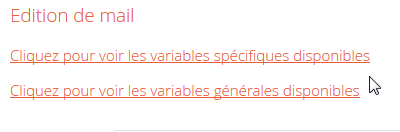 Edition de mail
Cliquez pour voir les variables spécifiques disponibles
Cliquez pour voir les variables générales disponibles